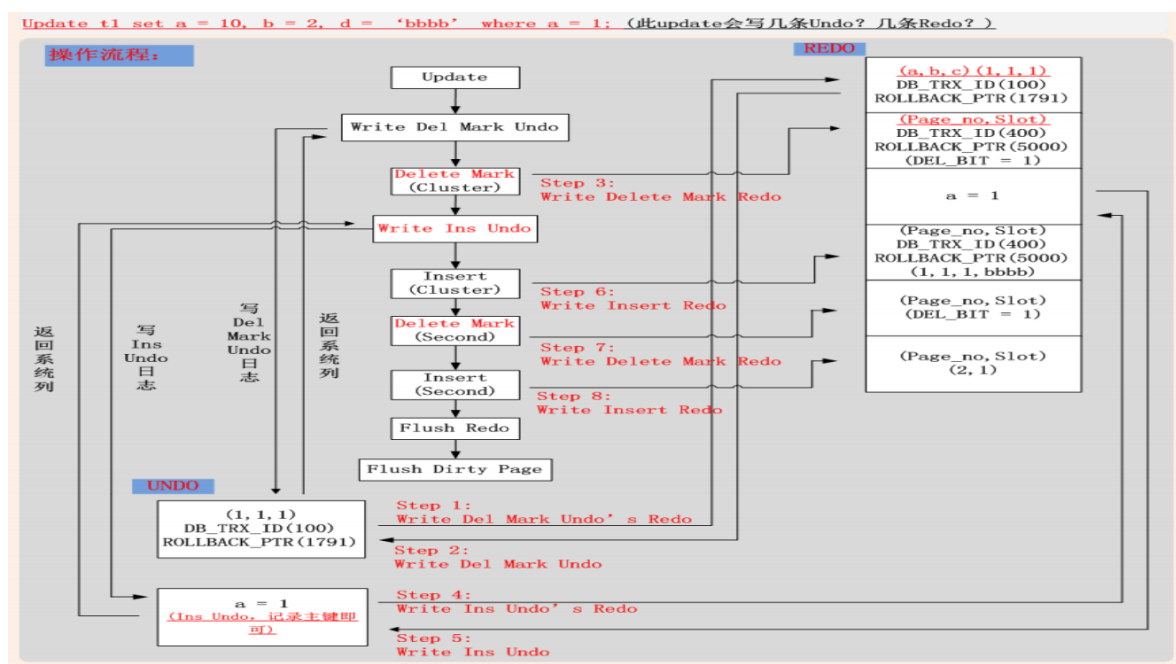 Update t1 set a = 10, b = 2, d = ‘bbbb’ where a = 1; (此update会写几条Undo? 几条Redo?)
操作流程:
REDO
Update
Write Del Mark Undo
Delete Mark
(Cluster)
Write Ins Undo
Insert
(Cluster)
Delete Mark
(Second)
Insert
(Second)
Flush Redo
Flush Dirty Page
Step 3:
Write Delete Mark Redo
Step 6:
Write Insert Redo
Step 7:
Write Delete Mark Redo
Step 8:
Write Insert Redo
(a,b,c)(1,1,1)
DB_TRX_ID(100)
ROLLBACK_PTR(1791)
(Page_no,Slot)
DB_TRX_ID(400)
ROLLBACK_PTR(5000)
(DEL_BIT = 1)
a = 1
(Page_no,Slot)
DB_TRX_ID(400)
ROLLBACK_PTR(5000)
(1,1,1,bbbb)
(Page_no,Slot)
(DEL_BIT = 1)
(Page_no,Slot)
(2,1)
返回系统列
写Ins Undo日志
写Del Mark Undo日志
返回系统列
UNDO
(1,1,1)
DB_TRX_ID(100)
ROLLBACK_PTR(1791)
Step 1:
Write Del Mark Undo’s Redo
Step 2:
Write Del Mark Undo
a = 1
(Ins Undo，记录主键即
可)
Step 4:
Write Ins Undo’s Redo
Step 5:
Write Ins Undo